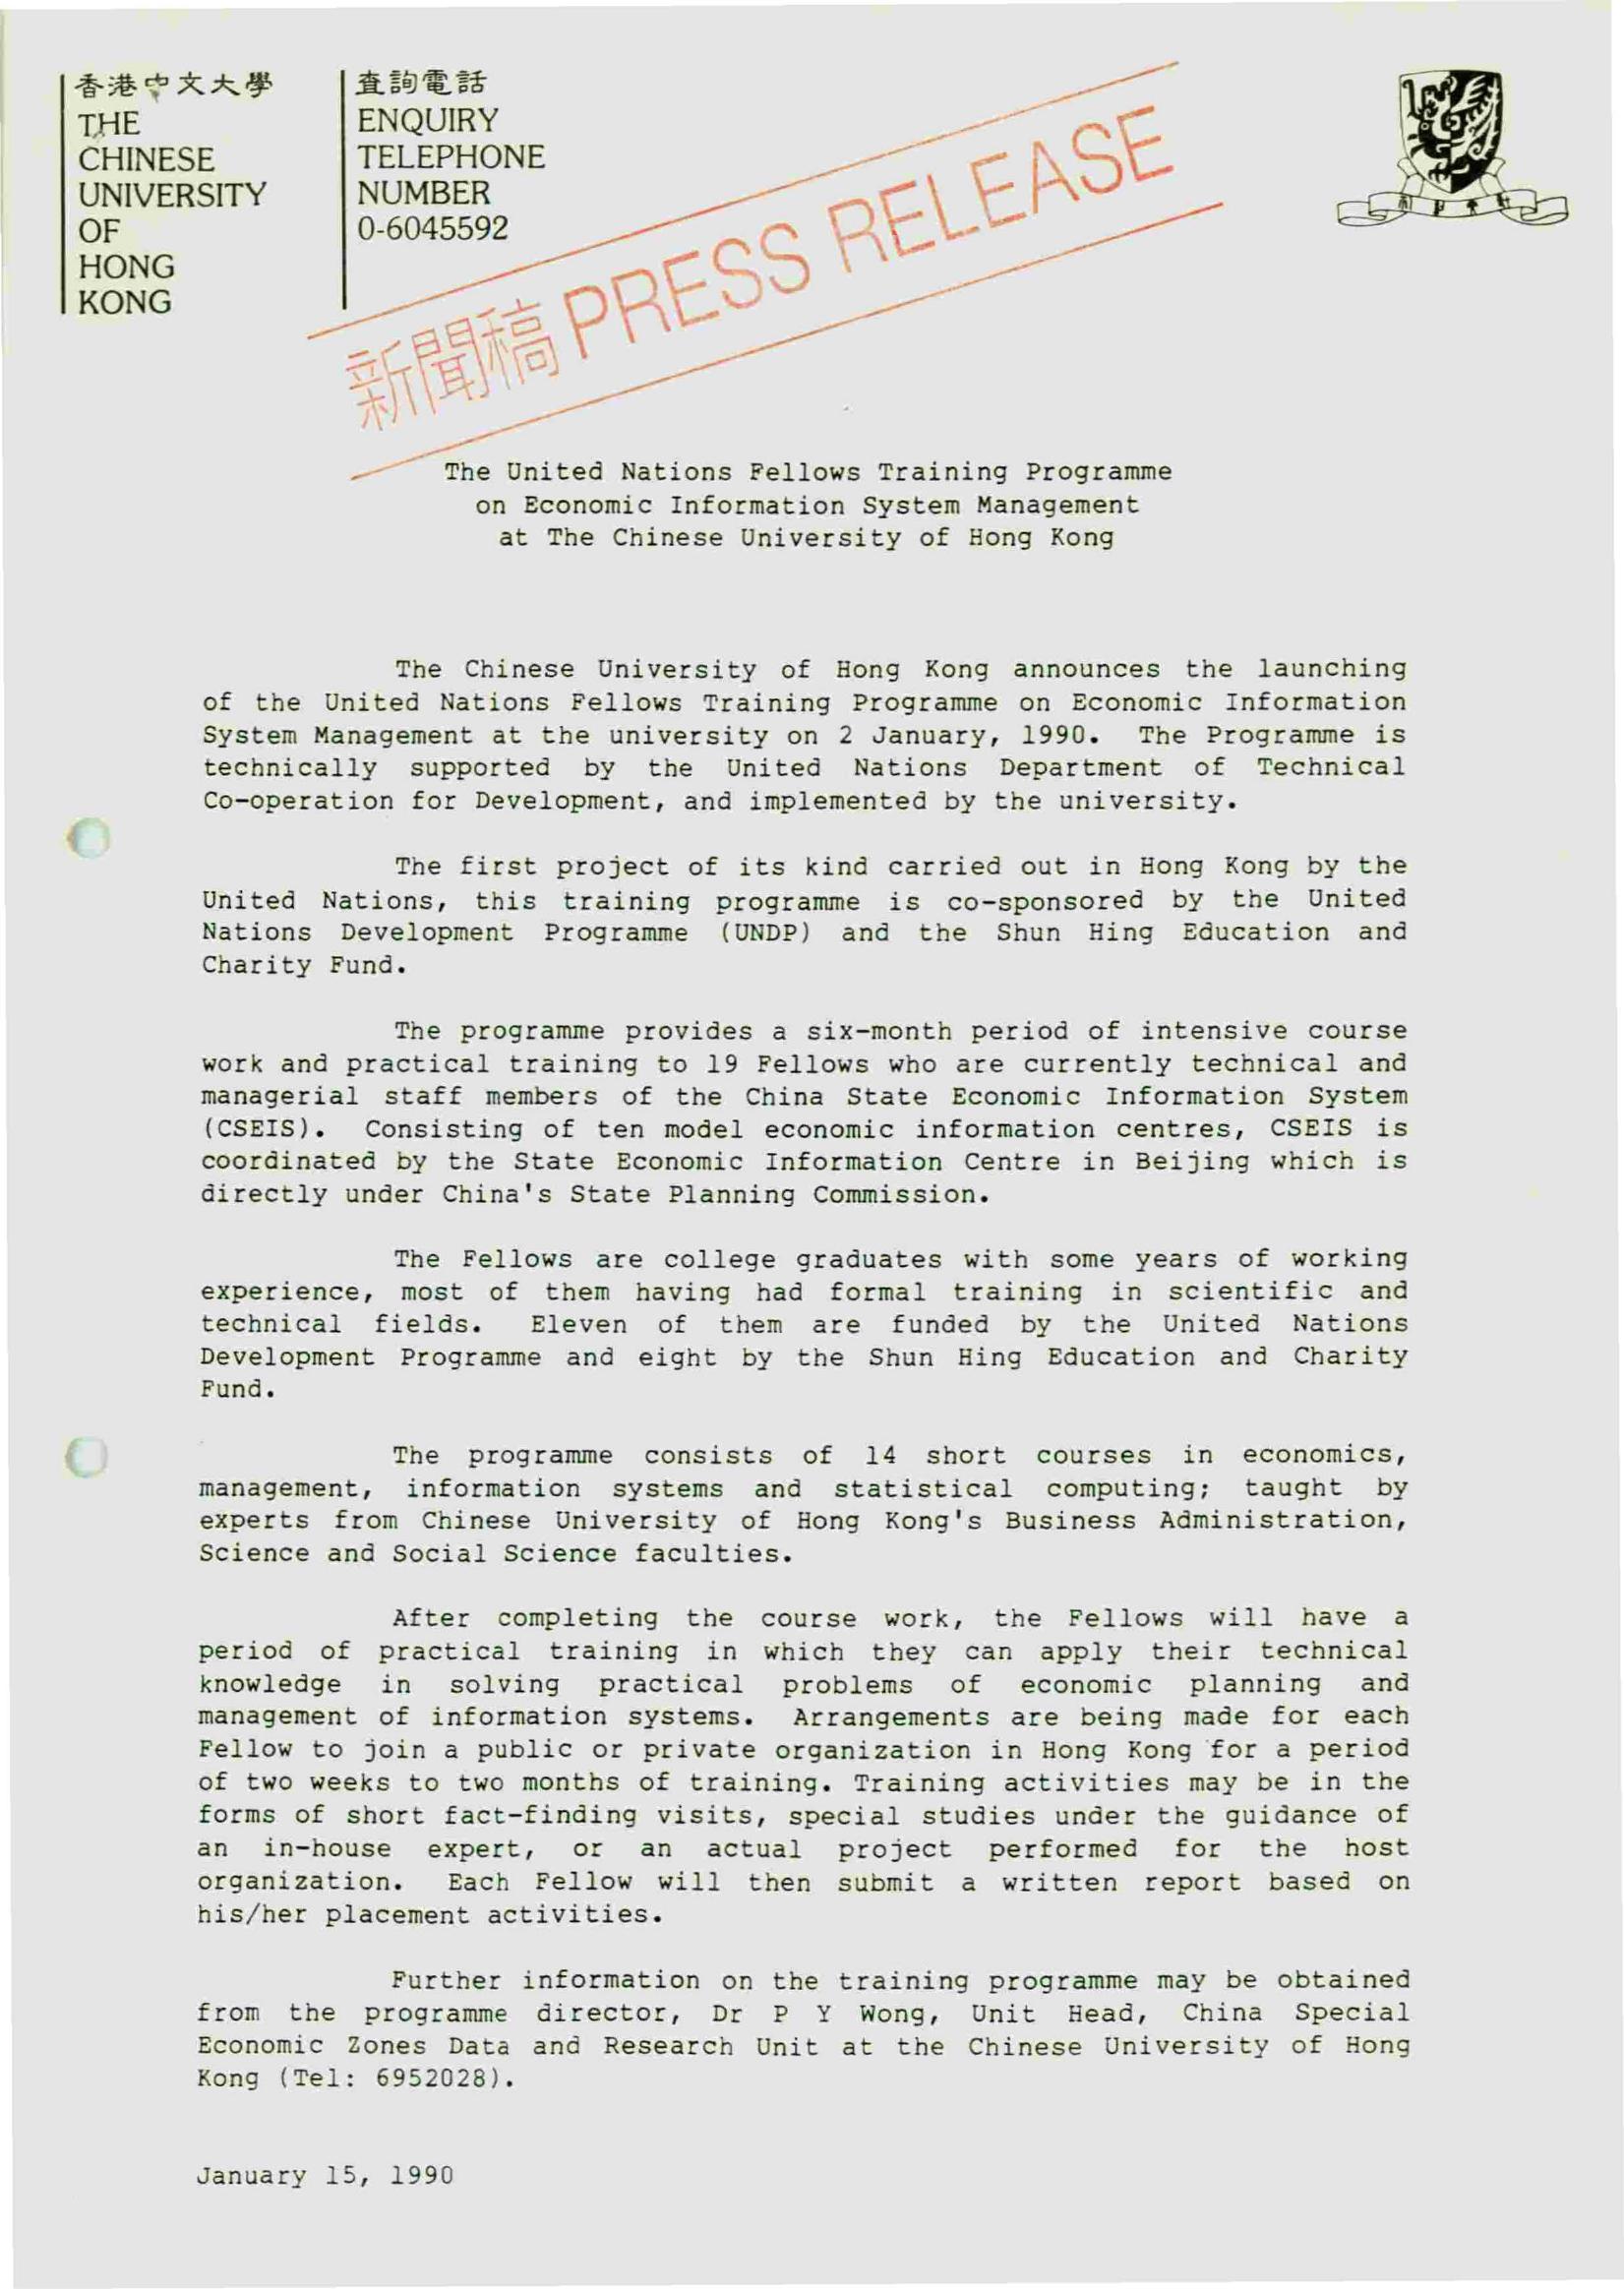 香港中文大學
THE
CHINESE
UNIVERSITY
OF
HONG
KONG
查詢電話
ENQUIRY
TELEPHONE
NUMBER
0-6045592
新聞稿 PRESS RELEASE
The United Nations Fellows Training Programme
on Economic Information System Management
at The Chinese University of Hong Kong
The Chinese University of Hong Kong announces the launching
of the United Nations Fellows Training Programme on Economic Information
System Management at the university on 2 January, 1990. The Programme is
technically supported by the United Nations Department of Technical
Co-operation for Development, and implemented by the university.
The first project of its kind carried out in Hong Kong by the
United Nations, this training programme is co-sponsored by the United
Nations Development Programme (UNDP) and the Shun Hing Education and
Charity Fund.
The programme provides a six-month period of intensive course
work and practical training to 19 Fellows who are currently technical and
managerial staff members of the China State Economic Information System
(CSEIS). Consisting of ten model economic information centres, CSEIS is
coordinated by the State Economic Information Centre in Beijing which is
directly under China's State Planning Commission.
The Fellows are college graduates with some years of working
experience, most of them having had formal training in scientific and
technical fields. Eleven of them are funded by the United Nations
Development Programme and eight by the Shun Hing Education and Charity
Fund.
The programme consists of 14 short courses in economics,
management, information systems and statistical computing; taught by
experts from Chinese University of Hong Kong's Business Administration,
Science and Social Science faculties.
After completing the course work, the Fellows will have a
period of practical training in which they can apply their technical
knowledge in solving practical problems of economic planning and
management of information systems. Arrangements are being made for each
Fellow to join a public or private organization in Hong Kong for a period
of two weeks to two months of training. Training activities may be in the
forms of short fact-finding visits, special studies under the guidance of
an in-house expert, or an actual project performed for the host
organization. Each Fellow will then submit a written report based on
his/her placement activities.
Further information on the training programme may be obtained
from the programme director, Dr P Y Wong, Unit Head, China Special
Economic Zones Data and Research Unit at the Chinese University of Hong
Kong (Tel: 6952028).
January 15, 1990